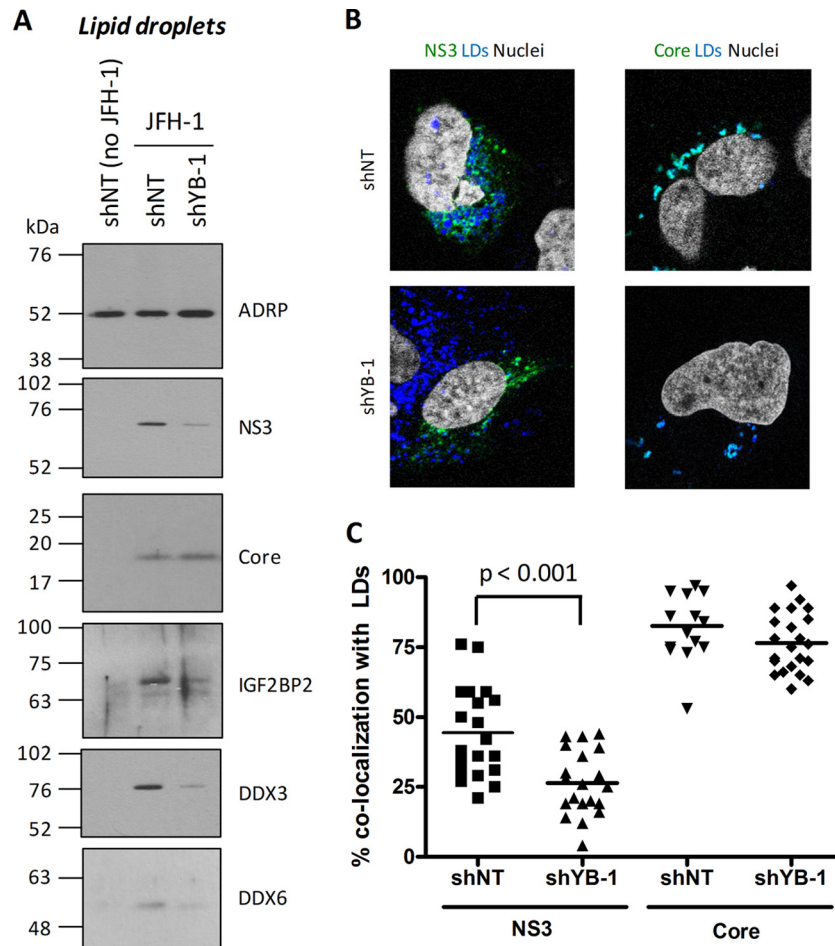 A
Lipid droplets
shNT (no JFH-1)
JFH-1
shNT
shYB-1
kDa
76
52
38
ADRP
102
76
52
NS3
25
20
17
Core
100
75
63
IGF2BP2
102
76
52
DDX3
63
48
DDX6
B
NS3 LDs Nuclei
Core LDs Nuclei
shNT
shYB-1
C
% co-localization with LDs
100
75
50
25
0
p < 0.001
shNT
shYB-1
shNT
shYB-1
NS3
Core